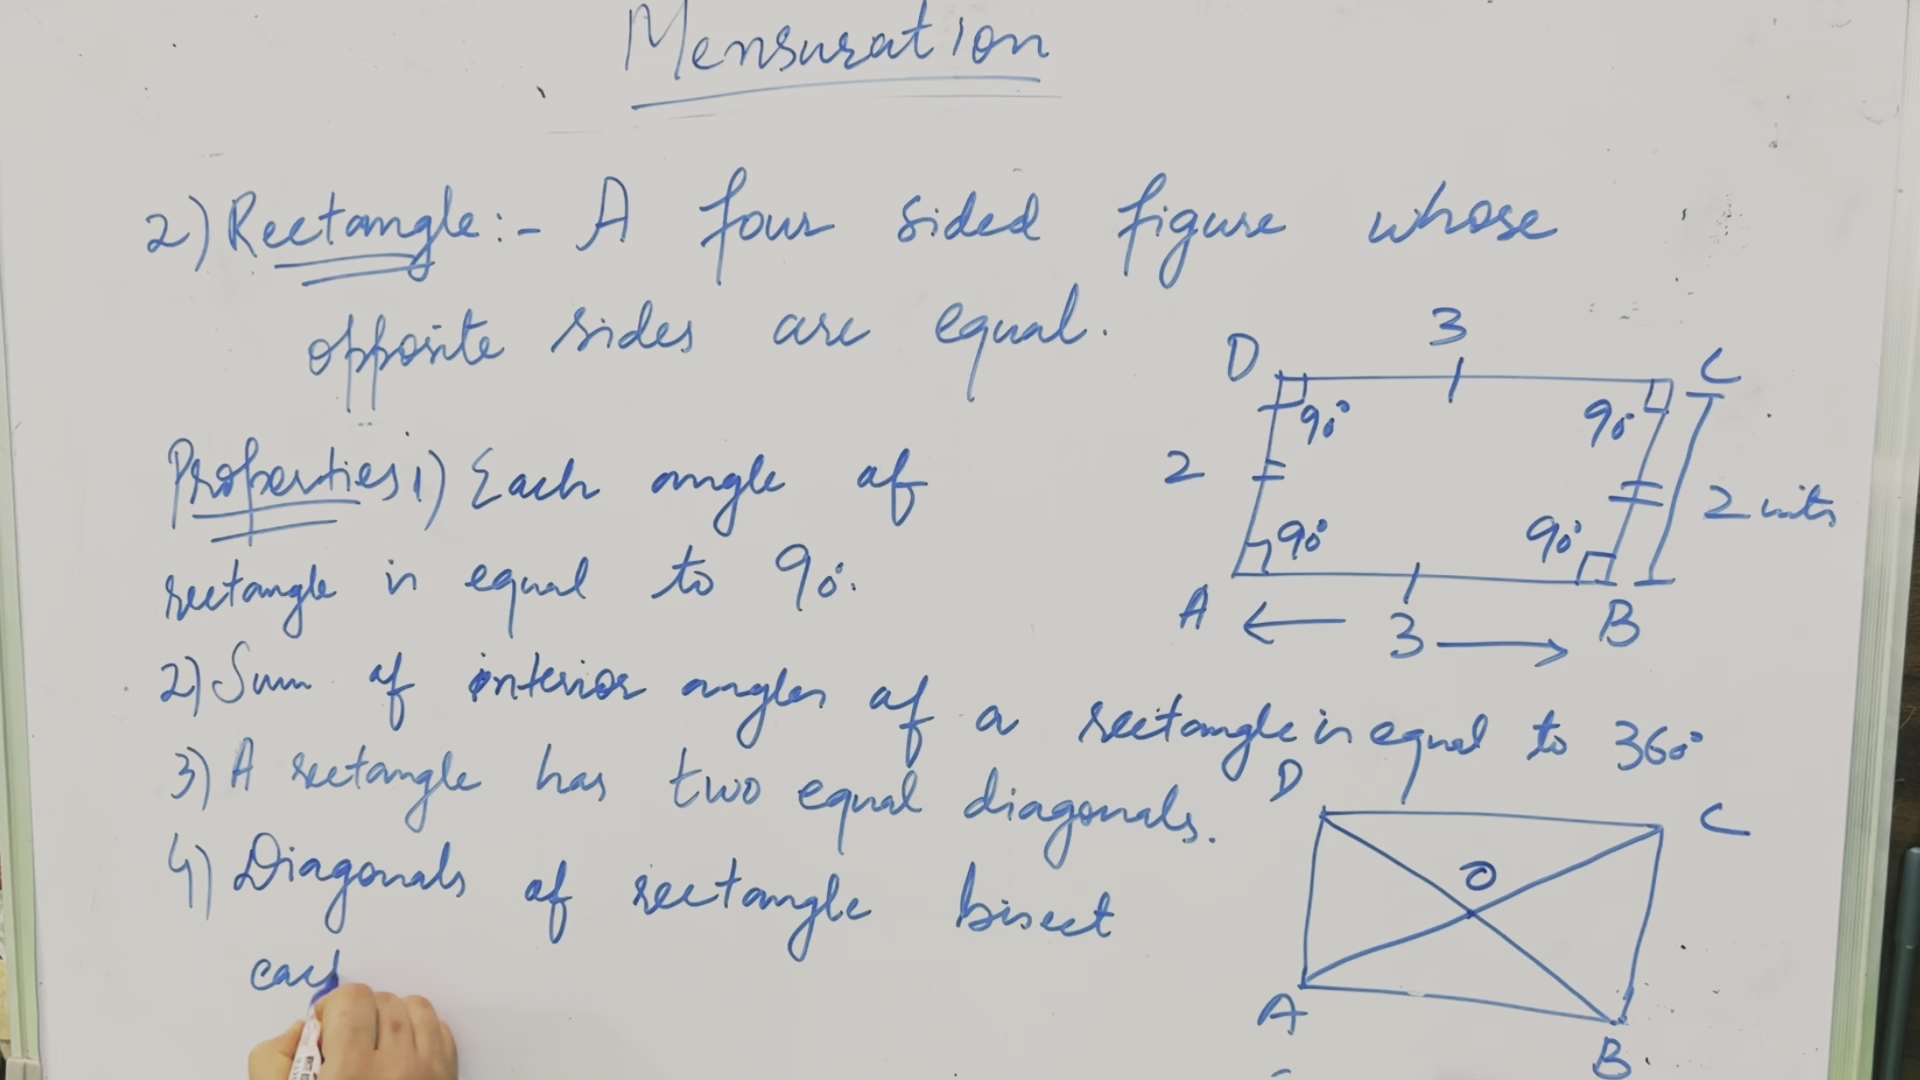 Mensuration
2) Rectangle:- A four sided figure whose
opposite sides are equal.
Properties 1) Each angle of
rectangle is equal to 90°.
2) Sum of interior angles of a rectangle is equal to 360°
3) A rectangle has two equal diagonals.
4) Diagonals of rectangle bisect
each
D 3 C
90° 90°
2 2 units
90° 90°
A 3 B
D C
O
A B